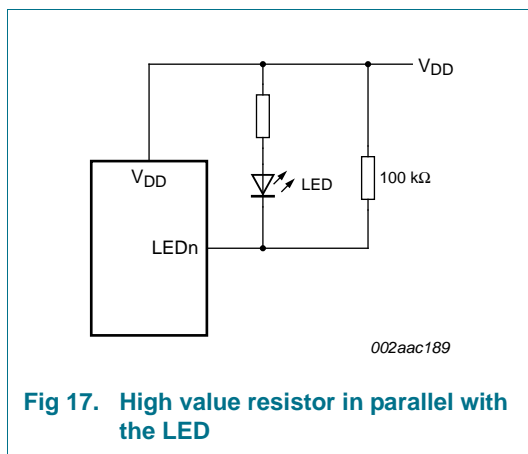 VDD
VDD
LED
100 kΩ
LEDn
002aac189
Fig 17. High value resistor in parallel with
the LED